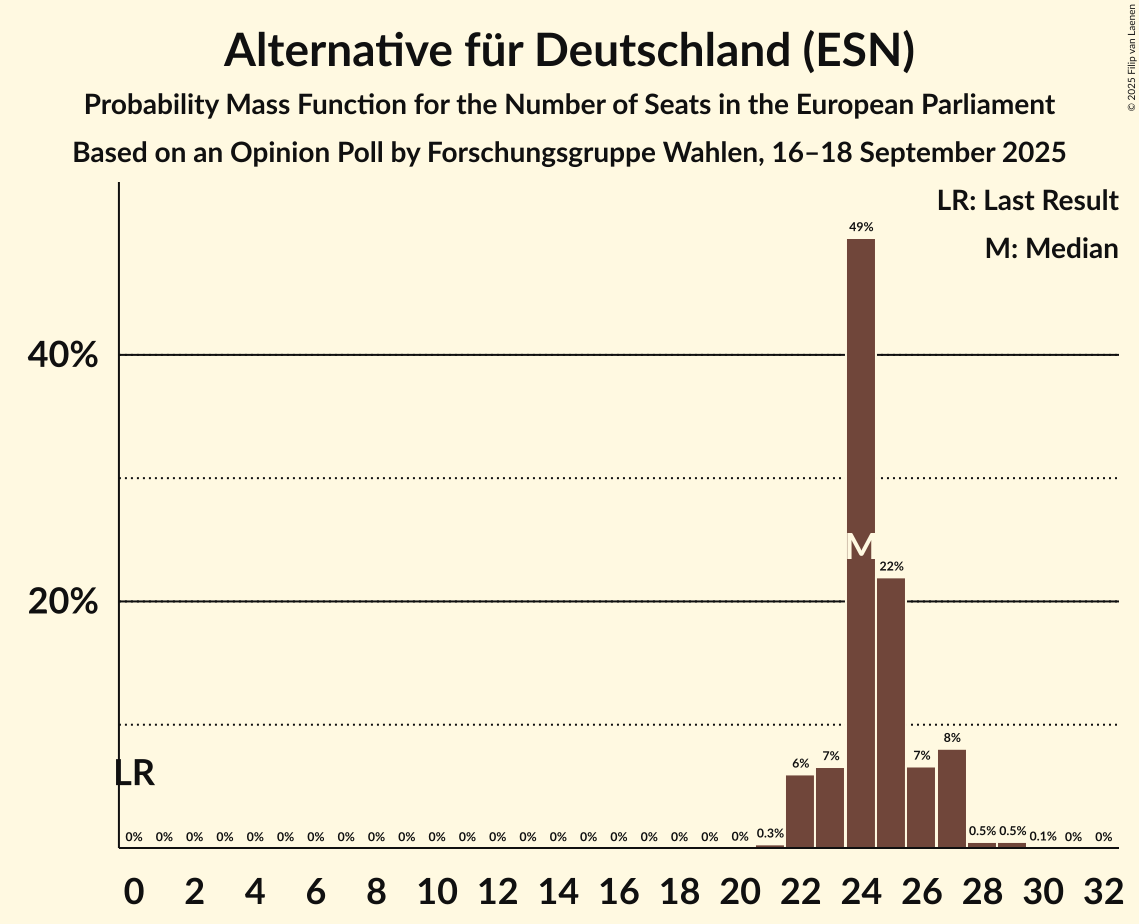 Alternative für Deutschland (ESN)
Probability Mass Function for the Number of Seats in the European Parliament
Based on an Opinion Poll by Forschungsgruppe Wahlen, 16–18 September 2025
© 2025 Filip van Laenen
LR: Last Result
M: Median
49%
40%
M
22%
20%
8%
7%
7%
6%
LR
0% 0% 0% 0% 0% 0% 0% 0% 0% 0% 0% 0% 0% 0% 0% 0% 0% 0% 0% 0% 0% 0.3% 0.5% 0.5% 0.1% 0% 0%
0 2 4 6 8 10 12 14 16 18 20 22 24 26 28 30 32